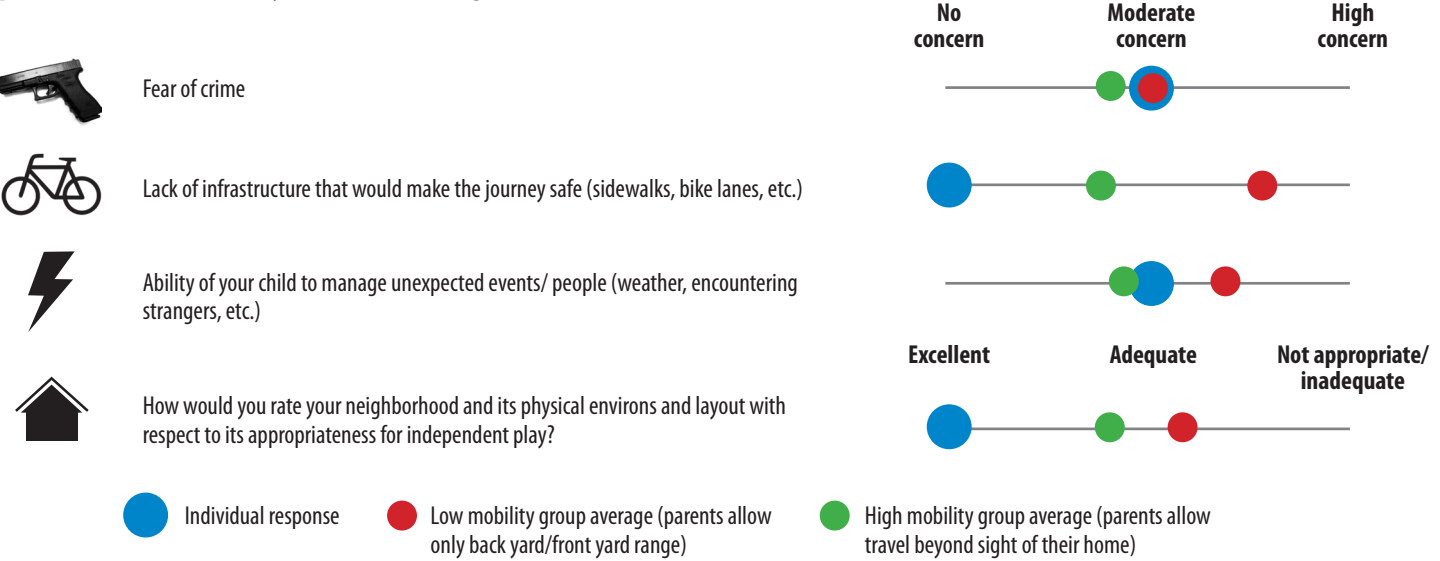 No
concern
Moderate
concern
High
concern
Fear of crime
Lack of infrastructure that would make the journey safe (sidewalks, bike lanes, etc.)
Ability of your child to manage unexpected events/ people (weather, encountering
strangers, etc.)
Excellent
Adequate
Not appropriate/
inadequate
How would you rate your neighborhood and its physical environs and layout with
respect to its appropriateness for independent play?
Individual response
Low mobility group average (parents allow
only back yard/front yard range)
High mobility group average (parents allow
travel beyond sight of their home)